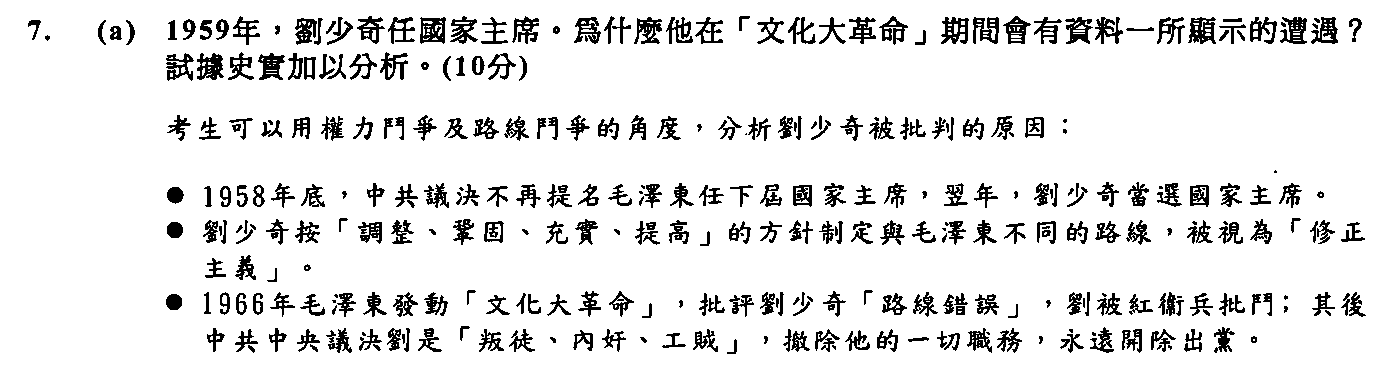 7. (a) 1959年，劉少奇任國家主席。爲什麼他在「文化大革命」期間會有資料一所顯示的遭遇？
試據史實加以分析。(10分)
考生可以用權力鬥爭及路線鬥爭的角度，分析劉少奇被批判的原因：
● 1958年底，中共議決不再提名毛澤東任下屆國家主席，翌年，劉少奇當選國家主席。
● 劉少奇按「調整、鞏固、充實、提高」的方針制定與毛澤東不同的路線，被視為「修正
主義」。
● 1966年毛澤東發動「文化大革命」，批評劉少奇「路線錯誤」，劉被紅衞兵批鬥；其後
中共中央議決劉是「叛徒、內奸、工賊」，撤除他的一切職務，永遠開除出黨。